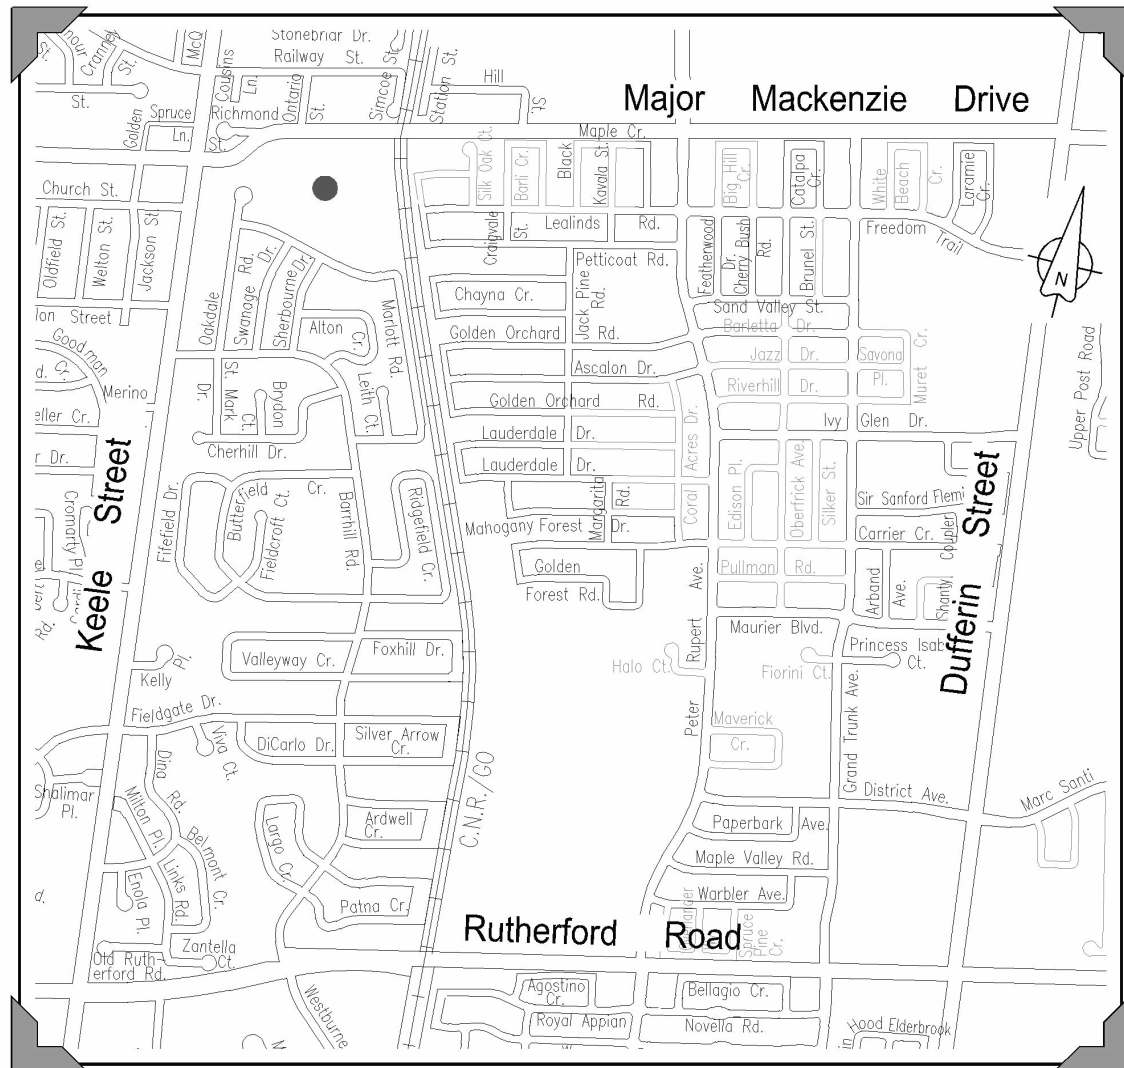 Stonebriar Dr.
Railway St.
Cranney
St.
McQ
Cousins
Ln.
Ontario
St.
Simcoe St.
Station St.
Hill
St.
St.
Golden
Spruce
Ln.
Richmond
St.
Major Mackenzie Drive
Maple Cr.
Silk Oak Ct.
Barli Cr.
Black
Kavala St.
Big Hill
Cr.
Catalpa
Cr.
White
Beach
Cr.
Laramie
Cr.
Church St.
Oldfield St.
Welton St.
Jackson St.
Craigvale
St.
Lealinds Rd.
Featherwood
Dr.
Cherry Bush
Rd.
Brunel St.
Freedom Trail
Petticoat Rd.
Oakdale
Swanage Rd.
Sherbourne Dr.
Dr.
Chayna Cr.
Jack Pine
Rd.
Sand Valley St.
N
Street
Goodman
Cr.
Alton
Cr.
Marlott Rd.
Golden Orchard Rd.
Barletta Dr.
Muret Cr.
Upper Post Road
Jazz Dr.
Savona
Pl.
Ascalon Dr.
Riverhill Dr.
Leith Ct.
Merino
Dr.
St. Mark
Ct.
Brydon
Golden Orchard Rd.
Acres Dr.
Coral
Ivy Glen Dr.
Lauderdale Dr.
Cherhill Dr.
Lauderdale Dr.
Keele Street
Cromarty Pl.
Rd.
Fifefield Dr.
Butterfield Cr.
Fieldcroft Ct.
Barrhill Rd.
Ridgefield Cr.
Margarita
Rd.
Edison Pl.
Oberfrick Ave.
Silker St.
Sir Sanford Flemi
Mahogany Forest Dr.
Carrier Cr.
Coupler
Dufferin Street
Golden
Forest Rd.
Pullman Rd.
Arband
Ave.
Shanty
Maurier Blvd.
Princess Isab
Ct.
Valleyway Cr.
Foxhill Dr.
Halo Ct.
Peter Rupert Ave.
Fiorini Ct.
Kelly Pl.
Fieldgate Dr.
Viva Ct.
DiCarlo Dr.
Silver Arrow
Cr.
Maverick
Cr.
Grand Trunk Ave.
C.N.R./GO
District Ave.
Marc Santi
Shalimar
Pl.
Dina Rd.
Milton Pl.
Belmont Cr.
Links Rd.
Enola Pl.
Largo Cr.
Ardwell
Cr.
Paperbark Ave.
Maple Valley Rd.
Warbler Ave.
Patna Cr.
Rutherford Road
Spruce
Pine
Cr.
Zantella
Ct.
Old Ruth-
erford Rd.
Westburne
Agostino
Cr.
Bellagio Cr.
Royal Appian
Novella Rd.
Hood Elderbrook